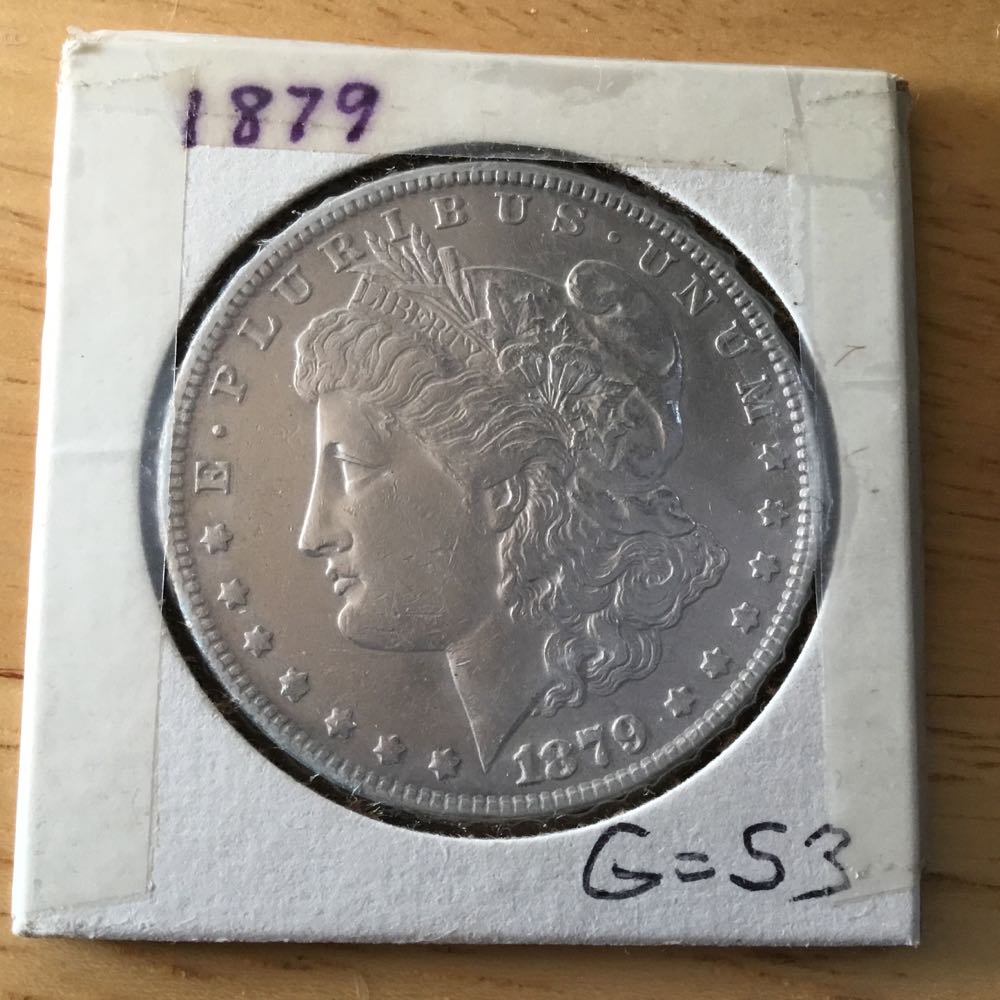 1879
E · PLURIBUS · UNUM
LIBERTY
1879
G=53